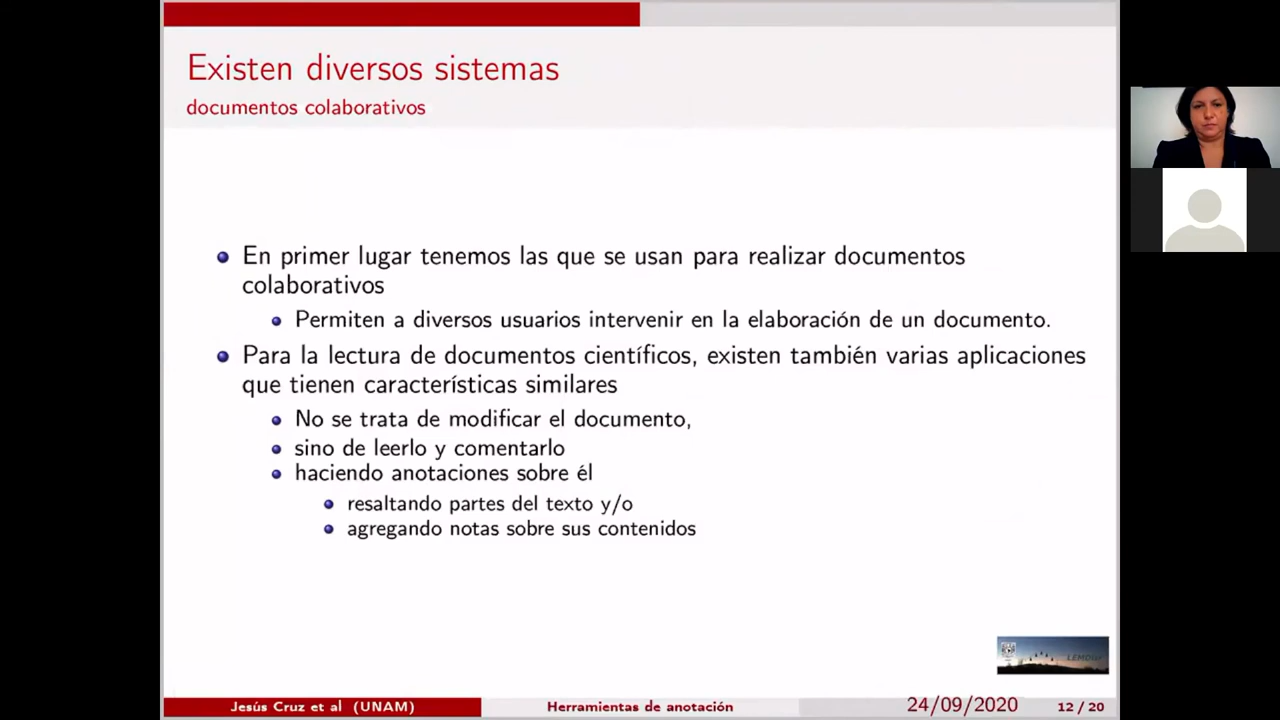 Existen diversos sistemas
documentos colaborativos
En primer lugar tenemos las que se usan para realizar documentos
colaborativos
Permiten a diversos usuarios intervenir en la elaboración de un documento.
Para la lectura de documentos científicos, existen también varias aplicaciones
que tienen características similares
No se trata de modificar el documento,
sino de leerlo y comentarlo
haciendo anotaciones sobre él
resaltando partes del texto y/o
agregando notas sobre sus contenidos
Jesús Cruz et al (UNAM)
Herramientas de anotación
24/09/2020
12 / 20